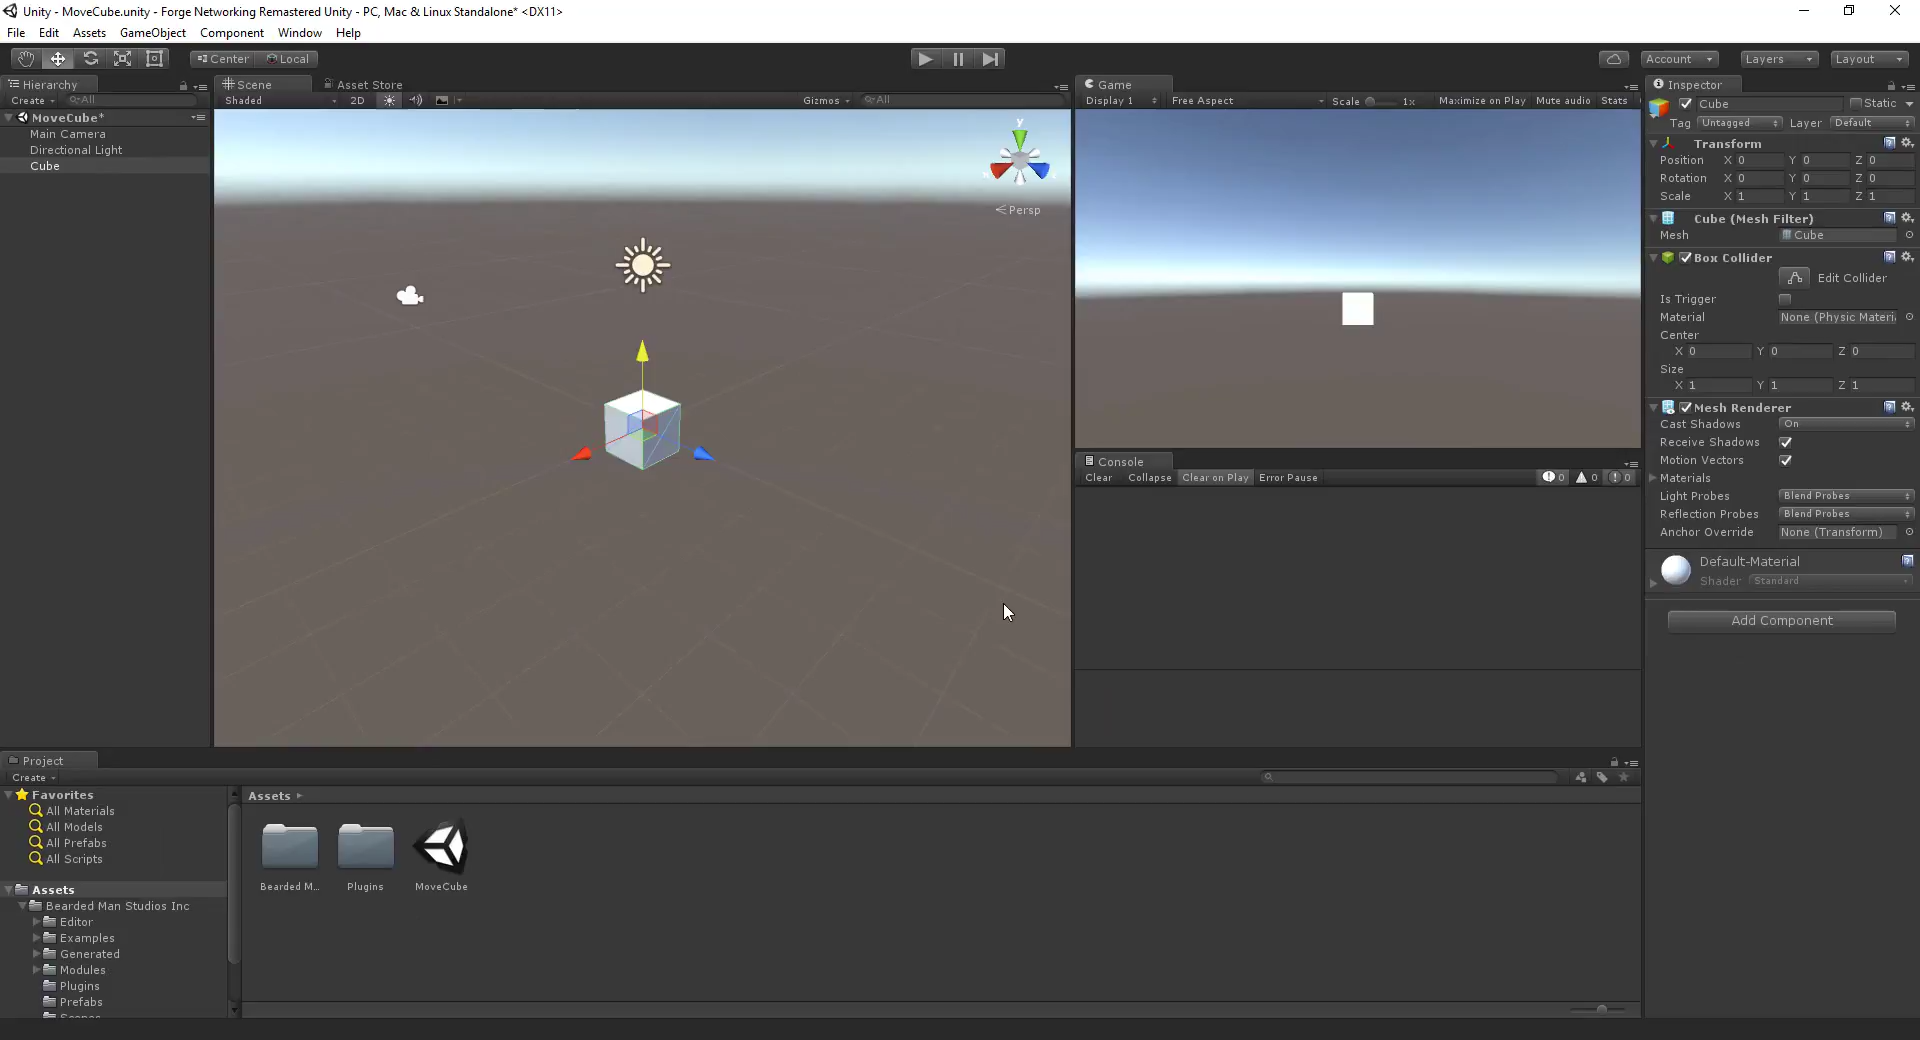 Unity - MoveCube.unity - Forge Networking Remastered Unity - PC, Mac & Linux Standalone* <DX11>
File Edit Assets GameObject Component Window Help
Center Local
Account Layers Layout
Hierarchy
Create All
MoveCube*
Main Camera
Directional Light
Cube
Scene Asset Store
Shaded 2D Gizmos All
y
Persp
Game
Display 1 Free Aspect Scale 1x Maximize on Play Mute audio Stats
Console
Clear Collapse Clear on Play Error Pause 0 0 0
Inspector
Cube Static
Tag Untagged Layer Default
Transform
Position X 0 Y 0 Z 0
Rotation X 0 Y 0 Z 0
Scale X 1 Y 1 Z 1
Cube (Mesh Filter)
Mesh Cube
Box Collider
Edit Collider
Is Trigger
Material None (Physic Materi
Center
X 0 Y 0 Z 0
Size
X 1 Y 1 Z 1
Mesh Renderer
Cast Shadows On
Receive Shadows
Motion Vectors
Materials
Light Probes Blend Probes
Reflection Probes Blend Probes
Anchor Override None (Transform)
Default-Material
Shader Standard
Add Component
Project
Create
Favorites
All Materials
All Models
All Prefabs
All Scripts
Assets
Bearded Man Studios Inc
Editor
Examples
Generated
Modules
Plugins
Prefabs
Assets
Bearded M... Plugins MoveCube